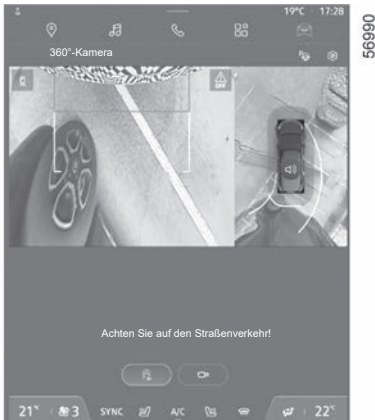 19°C · 17:28
360°-Kamera
OFF
Achten Sie auf den Straßenverkehr!
21 3 SYNC A/C 22
56990